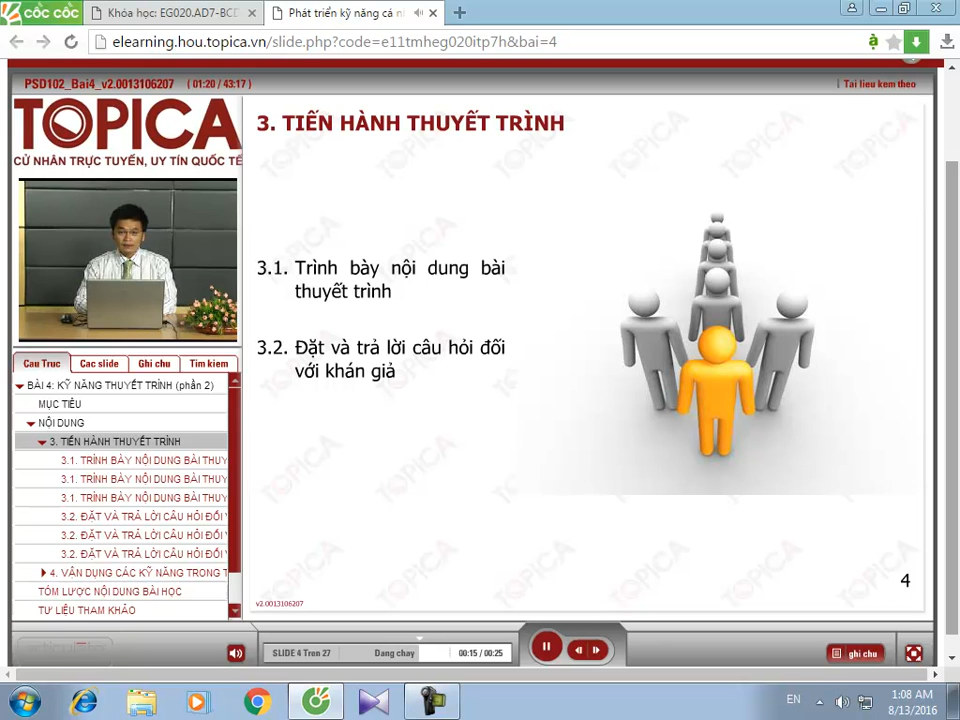 cốc cốc
Khóa học: EG020.AD7-BCD
Phát triển kỹ năng cá n
elearning.hou.topica.vn/slide.php?code=e11tmheg020itp7h&bai=4
PSD102_Bai4_v2.0013106207 ( 01:20 / 43:17 )
Tai lieu kem theo
TOPICA
CỬ NHÂN TRỰC TUYẾN, UY TÍN QUỐC TẾ
3. TIẾN HÀNH THUYẾT TRÌNH
3.1. Trình bày nội dung bài
thuyết trình
3.2. Đặt và trả lời câu hỏi đối
với khán giả
Cau Truc
Cac slide
Ghi chu
Tim kiem
BÀI 4: KỸ NĂNG THUYẾT TRÌNH (phần 2)
MỤC TIÊU
NỘI DUNG
3. TIẾN HÀNH THUYẾT TRÌNH
3.1. TRÌNH BÀY NỘI DUNG BÀI THUY
3.1. TRÌNH BÀY NỘI DUNG BÀI THUY
3.1. TRÌNH BÀY NỘI DUNG BÀI THUY
3.2. ĐẶT VÀ TRẢ LỜI CÂU HỎI ĐỐI V
3.2. ĐẶT VÀ TRẢ LỜI CÂU HỎI ĐỐI V
3.2. ĐẶT VÀ TRẢ LỜI CÂU HỎI ĐỐI V
4. VẬN DỤNG CÁC KỸ NĂNG TRONG T
TÓM LƯỢC NỘI DUNG BÀI HỌC
TƯ LIỆU THAM KHẢO
4
v2.0013106207
SLIDE 4 Tron 27
Dang chay
00:15 / 00:25
ghi chu
EN
1:08 AM
8/13/2016